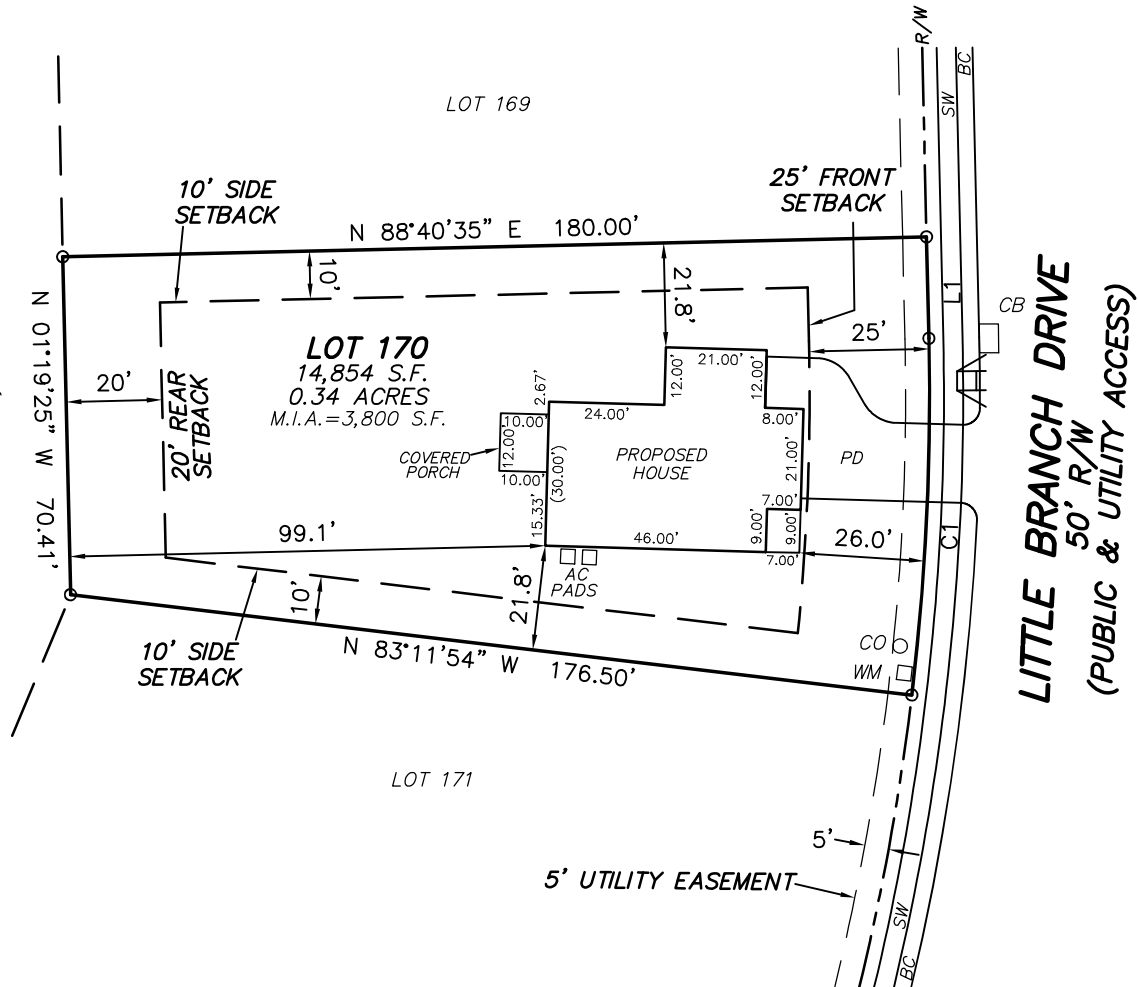 R/W
BC
SW
LOT 169
10' SIDE
SETBACK
25' FRONT
SETBACK
N 88°40'35" E 180.00'
10'
21.8'
25'
L1
CB
LOT 170
14,854 S.F.
0.34 ACRES
M.I.A.=3,800 S.F.
20'
20' REAR
SETBACK
N 01°19'25" W 70.41'
21.00'
12.00'
12.00'
2.67'
24.00'
8.00'
10.00'
12.00'
10.00'
COVERED
PORCH
(30.00')
15.33'
PROPOSED
HOUSE
21.00'
PD
7.00'
9.00'
9.00'
7.00'
46.00'
99.1'
26.0'
C1
AC
PADS
21.8'
10'
10' SIDE
SETBACK
N 83°11'54" W 176.50'
CO
WM
LITTLE BRANCH DRIVE
50' R/W
(PUBLIC & UTILITY ACCESS)
LOT 171
5'
5' UTILITY EASEMENT
SW
BC